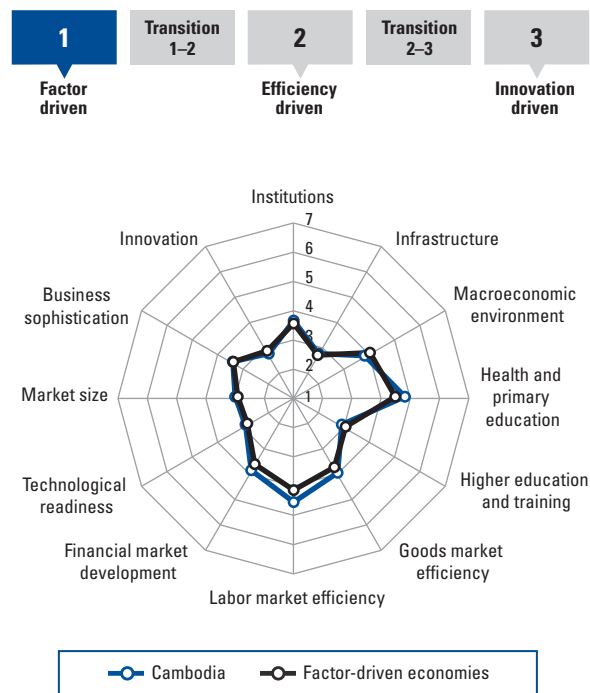 1
Transition
1–2
2
Transition
2–3
3
Factor
driven
Efficiency
driven
Innovation
driven
Institutions
7
Innovation
6
Infrastructure
5
Business
sophistication
4
Macroeconomic
environment
3
2
Market size
1
Health and
primary
education
Technological
readiness
Higher education
and training
Financial market
development
Goods market
efficiency
Labor market efficiency
Cambodia
Factor-driven economies